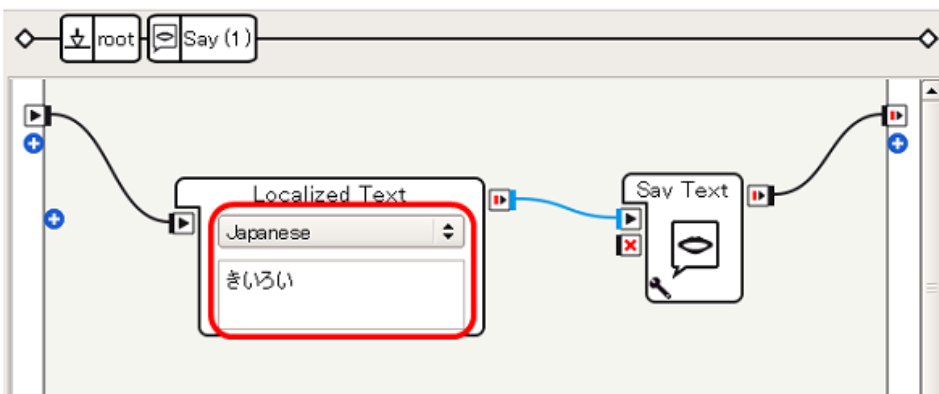 root
Say (1)
Localized Text
Say Text
Japanese
きいろい